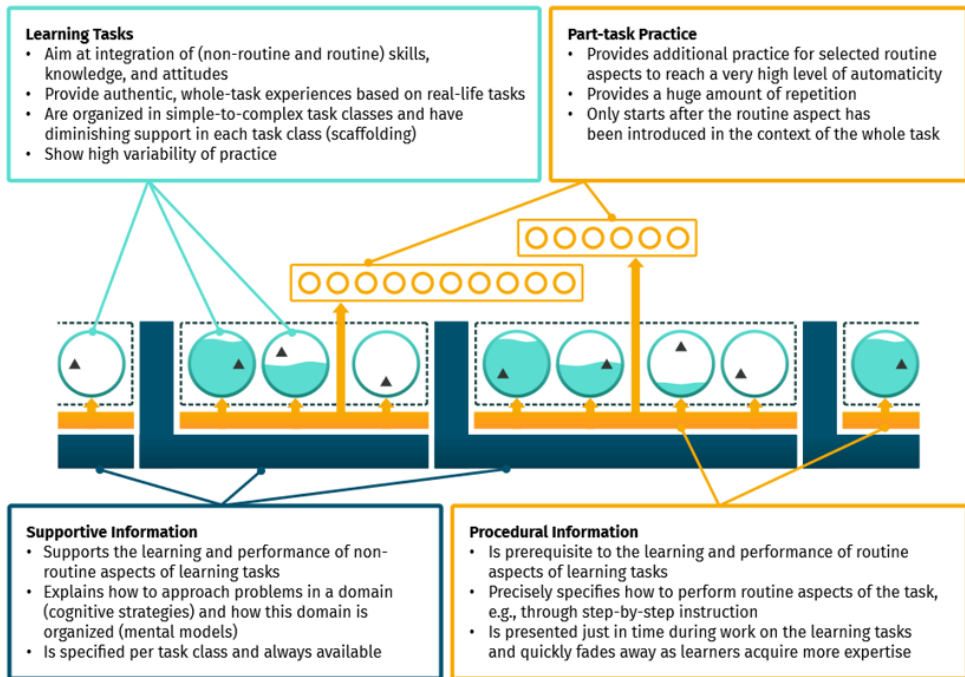 Learning Tasks
• Aim at integration of (non-routine and routine) skills,
knowledge, and attitudes
• Provide authentic, whole-task experiences based on real-life tasks
• Are organized in simple-to-complex task classes and have
diminishing support in each task class (scaffolding)
• Show high variability of practice
Part-task Practice
• Provides additional practice for selected routine
aspects to reach a very high level of automaticity
• Provides a huge amount of repetition
• Only starts after the routine aspect has
been introduced in the context of the whole task
Supportive Information
• Supports the learning and performance of non-
routine aspects of learning tasks
• Explains how to approach problems in a domain
(cognitive strategies) and how this domain is
organized (mental models)
• Is specified per task class and always available
Procedural Information
• Is prerequisite to the learning and performance of routine
aspects of learning tasks
• Precisely specifies how to perform routine aspects of the task,
e.g., through step-by-step instruction
• Is presented just in time during work on the learning tasks
and quickly fades away as learners acquire more expertise